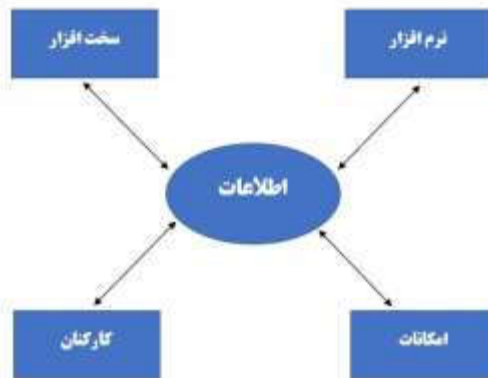 نرم افزار
سخت افزار
اطلاعات
امکانات
کارکنان